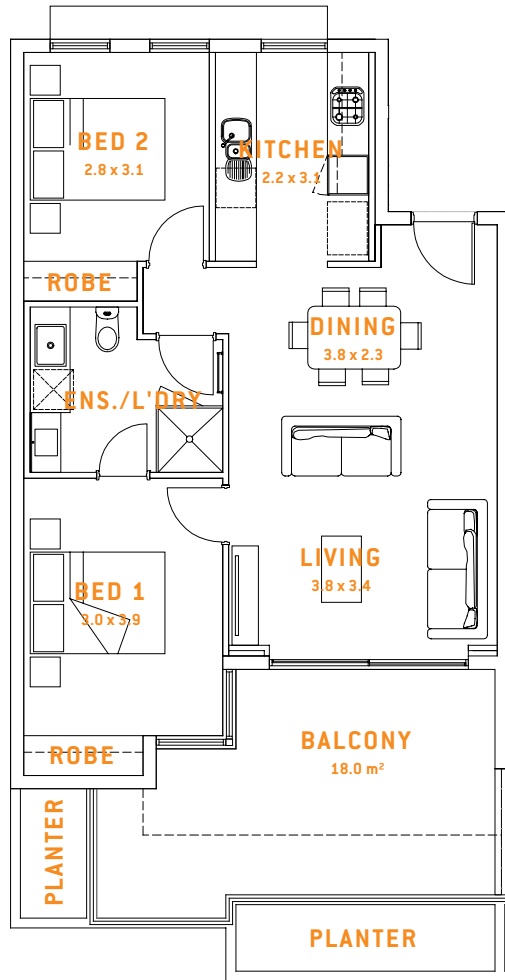 BED 2
2.8 x 3.1
KITCHEN
2.2 x 3.1
ROBE
DINING
3.8 x 2.3
ENS./L'DRY
LIVING
3.8 x 3.4
BED 1
3.0 x 3.9
ROBE
BALCONY
18.0 m²
PLANTER
PLANTER